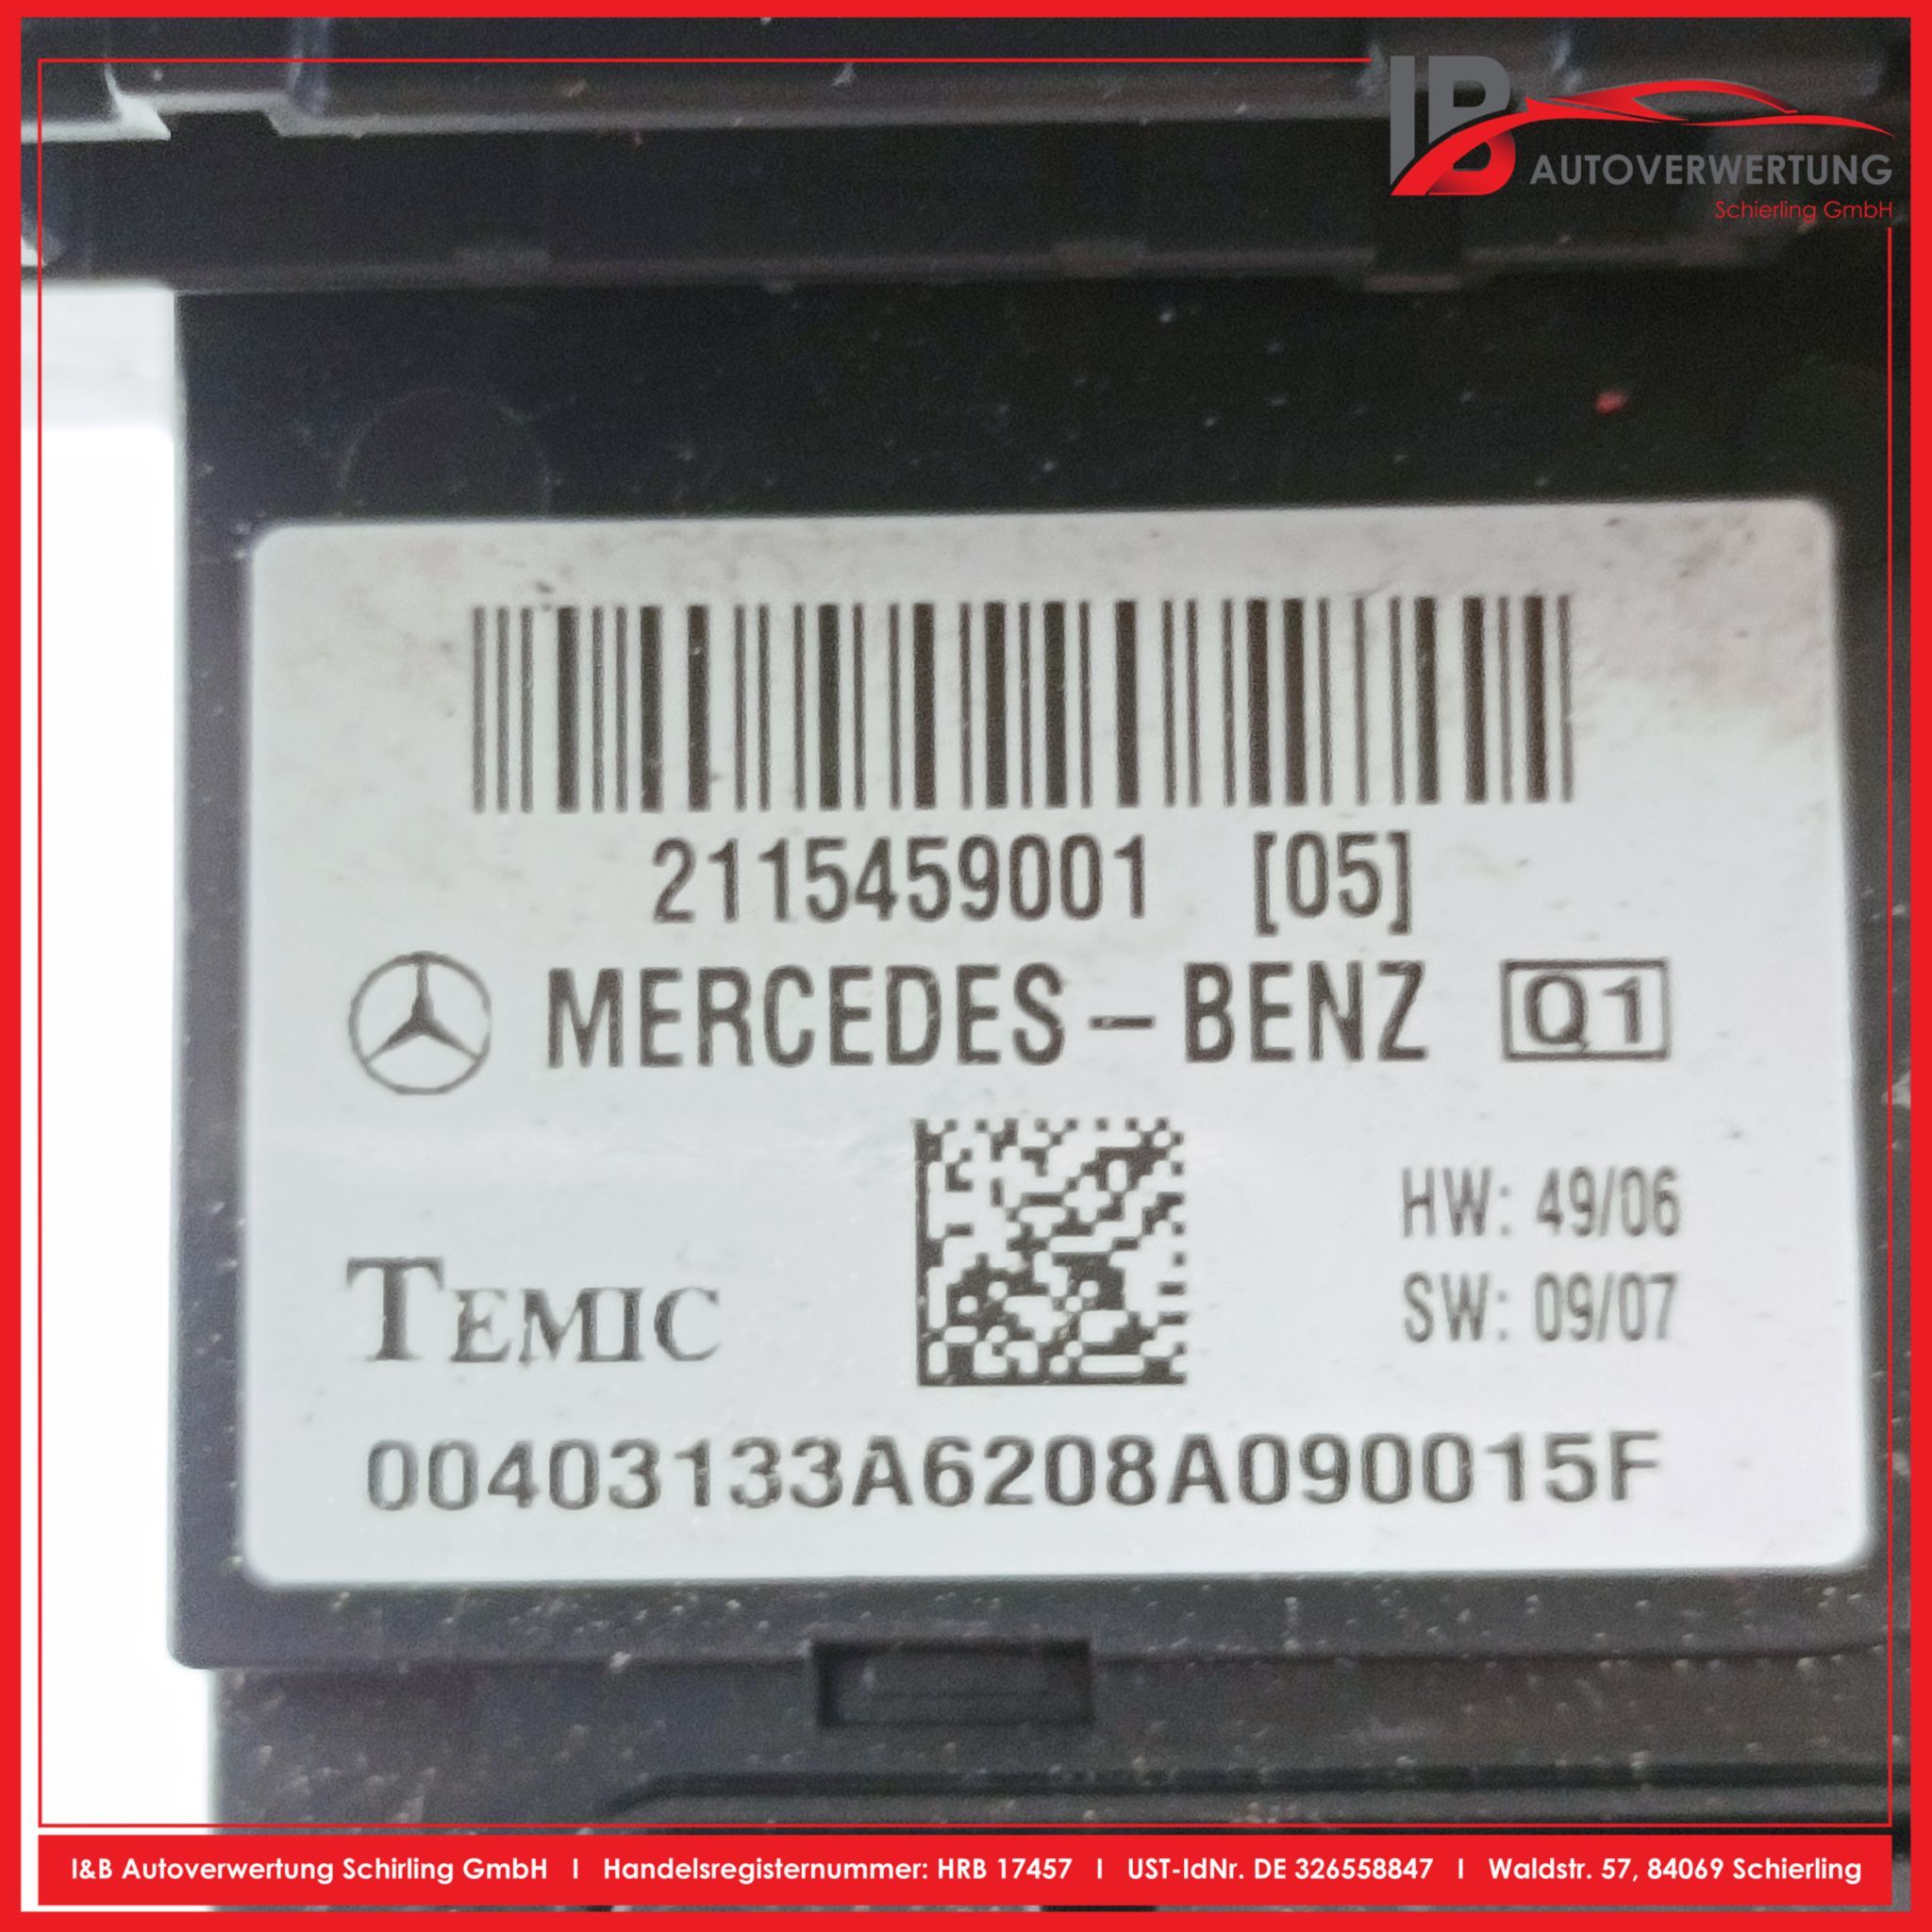 IB AUTOVERWERTUNG
Schierling GmbH
2115459001 [05]
MERCEDES-BENZ Q1
HW: 49/06
TEMIC
SW: 09/07
00403133A6208A090015F
I&B Autoverwertung Schirling GmbH I Handelsregisternummer: HRB 17457 I UST-IdNr. DE 326558847 I Waldstr. 57, 84069 Schierling